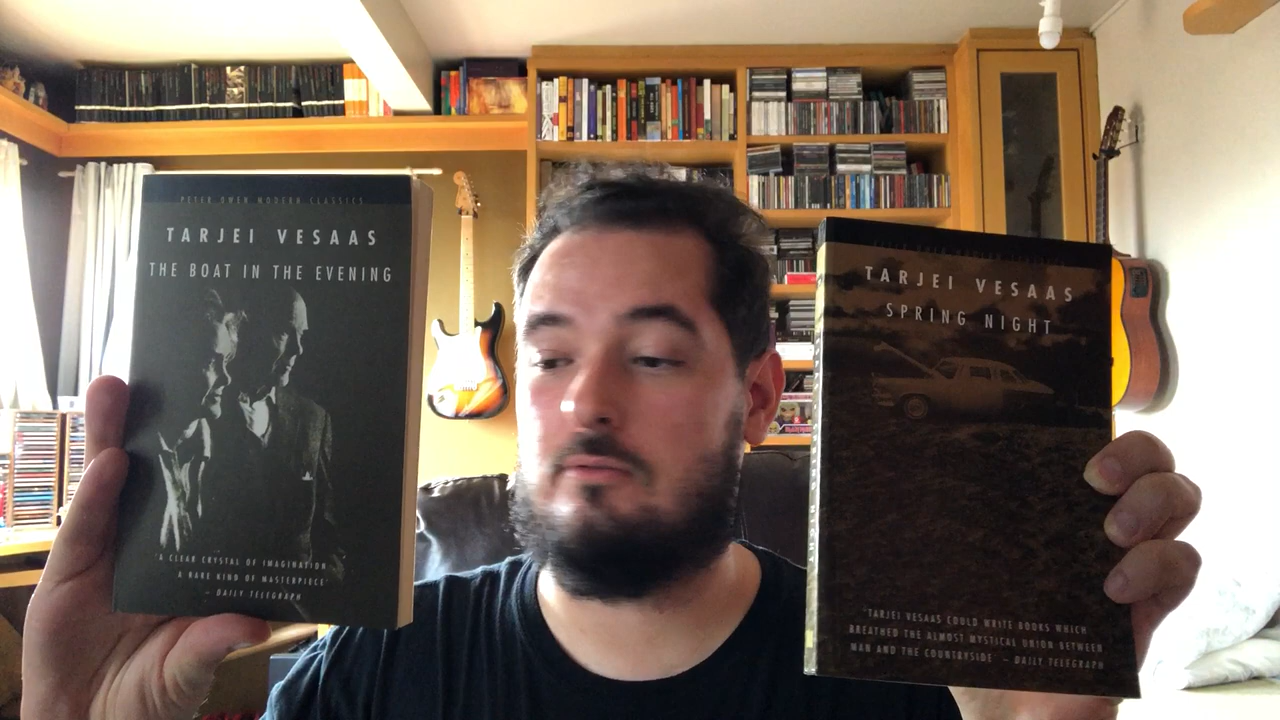 PETER OWEN MODERN CLASSICS
TARJEI VESAAS
THE BOAT IN THE EVENING
'A CLEAR CRYSTAL OF IMAGINATION
A RARE KIND OF MASTERPIECE'
– DAILY TELEGRAPH
TARJEI VESAAS
SPRING NIGHT
'TARJEI VESAAS COULD WRITE BOOKS WHICH
BREATHED THE ALMOST MYSTICAL UNION BETWEEN
MAN AND THE COUNTRYSIDE' – DAILY TELEGRAPH